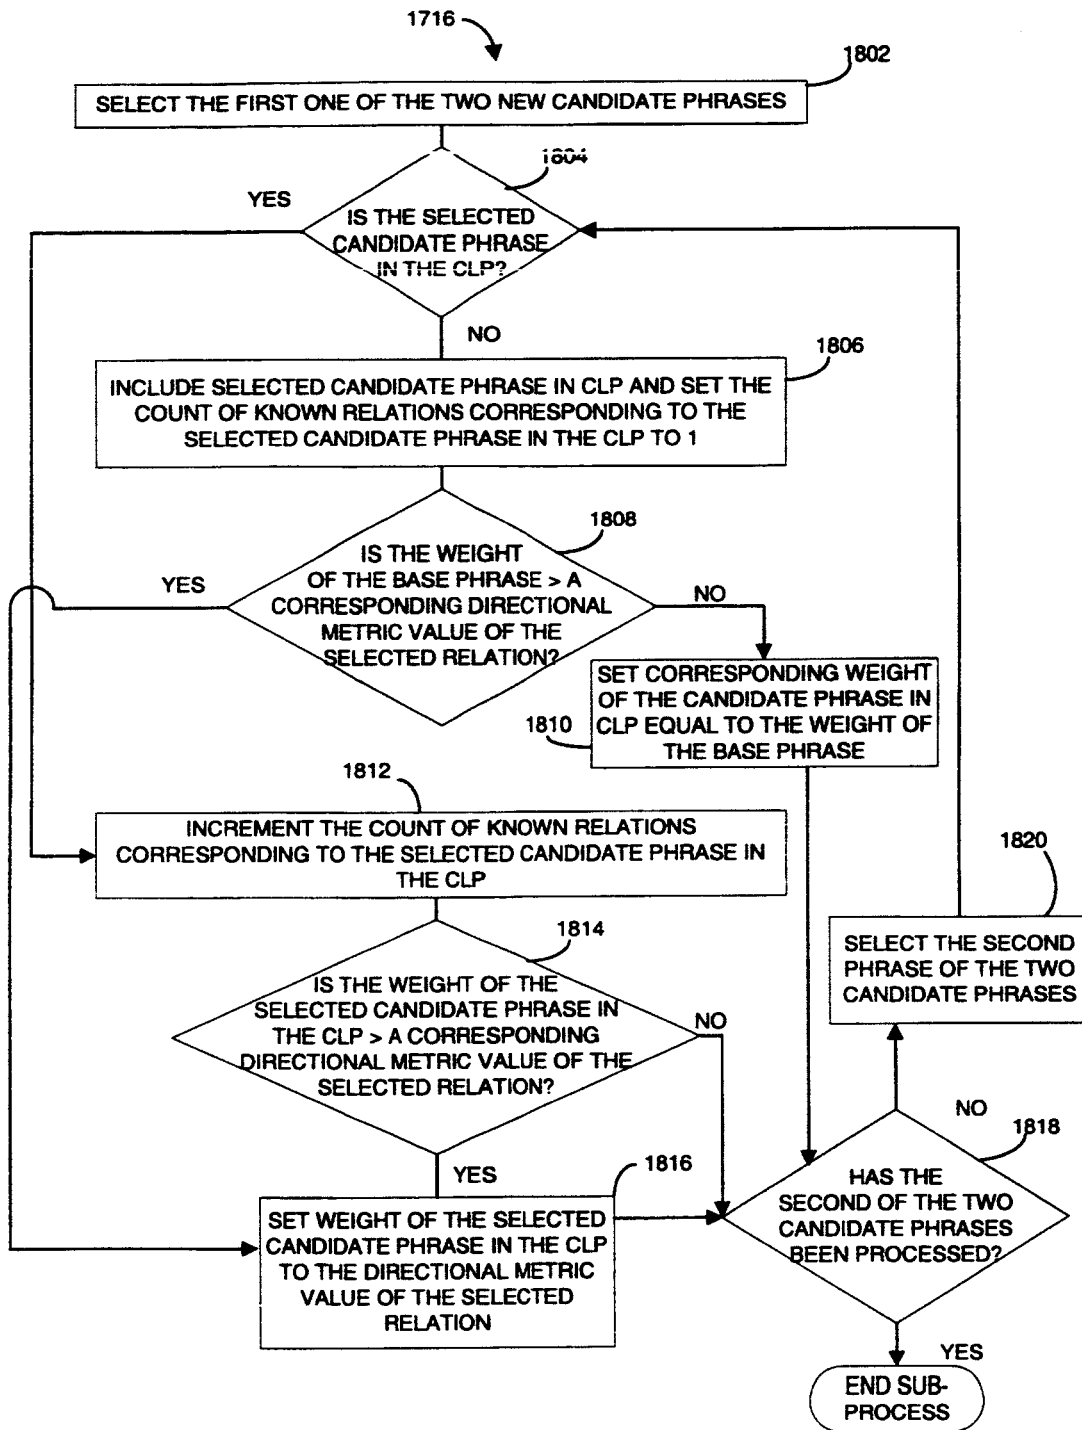 1716
1802
SELECT THE FIRST ONE OF THE TWO NEW CANDIDATE PHRASES
1804
YES
IS THE SELECTED
CANDIDATE PHRASE
IN THE CLP?
NO
1806
INCLUDE SELECTED CANDIDATE PHRASE IN CLP AND SET THE
COUNT OF KNOWN RELATIONS CORRESPONDING TO THE
SELECTED CANDIDATE PHRASE IN THE CLP TO 1
1808
IS THE WEIGHT
OF THE BASE PHRASE > A
CORRESPONDING DIRECTIONAL
METRIC VALUE OF THE
SELECTED RELATION?
YES
NO
SET CORRESPONDING WEIGHT
OF THE CANDIDATE PHRASE IN
CLP EQUAL TO THE WEIGHT OF
THE BASE PHRASE
1810
1812
INCREMENT THE COUNT OF KNOWN RELATIONS
CORRESPONDING TO THE SELECTED CANDIDATE PHRASE IN
THE CLP
1820
SELECT THE SECOND
PHRASE OF THE TWO
CANDIDATE PHRASES
1814
IS THE WEIGHT OF THE
SELECTED CANDIDATE PHRASE IN
THE CLP > A CORRESPONDING
DIRECTIONAL METRIC VALUE OF THE
SELECTED RELATION?
NO
YES
1816
SET WEIGHT OF THE SELECTED
CANDIDATE PHRASE IN THE CLP
TO THE DIRECTIONAL METRIC
VALUE OF THE SELECTED
RELATION
NO
1818
HAS THE
SECOND OF THE TWO
CANDIDATE PHRASES
BEEN PROCESSED?
YES
END SUB-
PROCESS